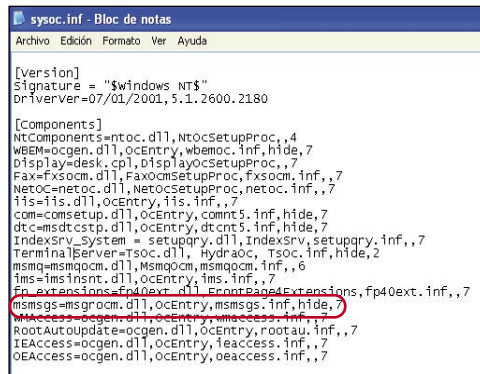 sysoc.inf - Bloc de notas
Archivo Edición Formato Ver Ayuda
[Version]
Signature = "$Windows NT$"
DriverVer=07/01/2001,5.1.2600.2180
[Components]
NtComponents=ntoc.dll,NtOcSetupProc,,4
WBEM=ocgen.dll,OcEntry,wbemoc.inf,hide,7
Display=desk.cpl,DisplayOcSetupProc,,7
Fax=fxsocm.dll,FaxOcmSetupProc,fxsocm.inf,,7
NetOC=netoc.dll,NetOcSetupProc,netoc.inf,,7
iis=iis.dll,OcEntry,iis.inf,,7
com=comsetup.dll,OcEntry,comnt5.inf,hide,7
dtc=msdtcstp.dll,OcEntry,dtcnt5.inf,hide,7
IndexSrv_System = setupqry.dll,IndexSrv,setupqry.inf,,7
TerminalServer=TsOc.dll, HydraOc, TsOc.inf,hide,2
msmq=msmqocm.dll,MsmqOcm,msmqocm.inf,,6
ims=imsinsnt.dll,OcEntry,ims.inf,,7
fp_extensions=fp40ext.dll,FrontPage4Extensions,fp40ext.inf,,7
msmsgs=msgrocm.dll,OcEntry,msmsgs.inf,hide,7
WMAccess=ocgen.dll,OcEntry,wmaccess.inf,,7
RootAutoUpdate=ocgen.dll,OcEntry,rootau.inf,,7
IEAccess=ocgen.dll,OcEntry,ieaccess.inf,,7
OEAccess=ocgen.dll,OcEntry,oeaccess.inf,,7